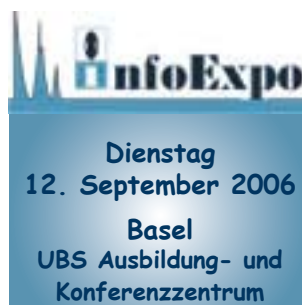 infoExpo
Dienstag
12. September 2006
Basel
UBS Ausbildung- und
Konferenzzentrum